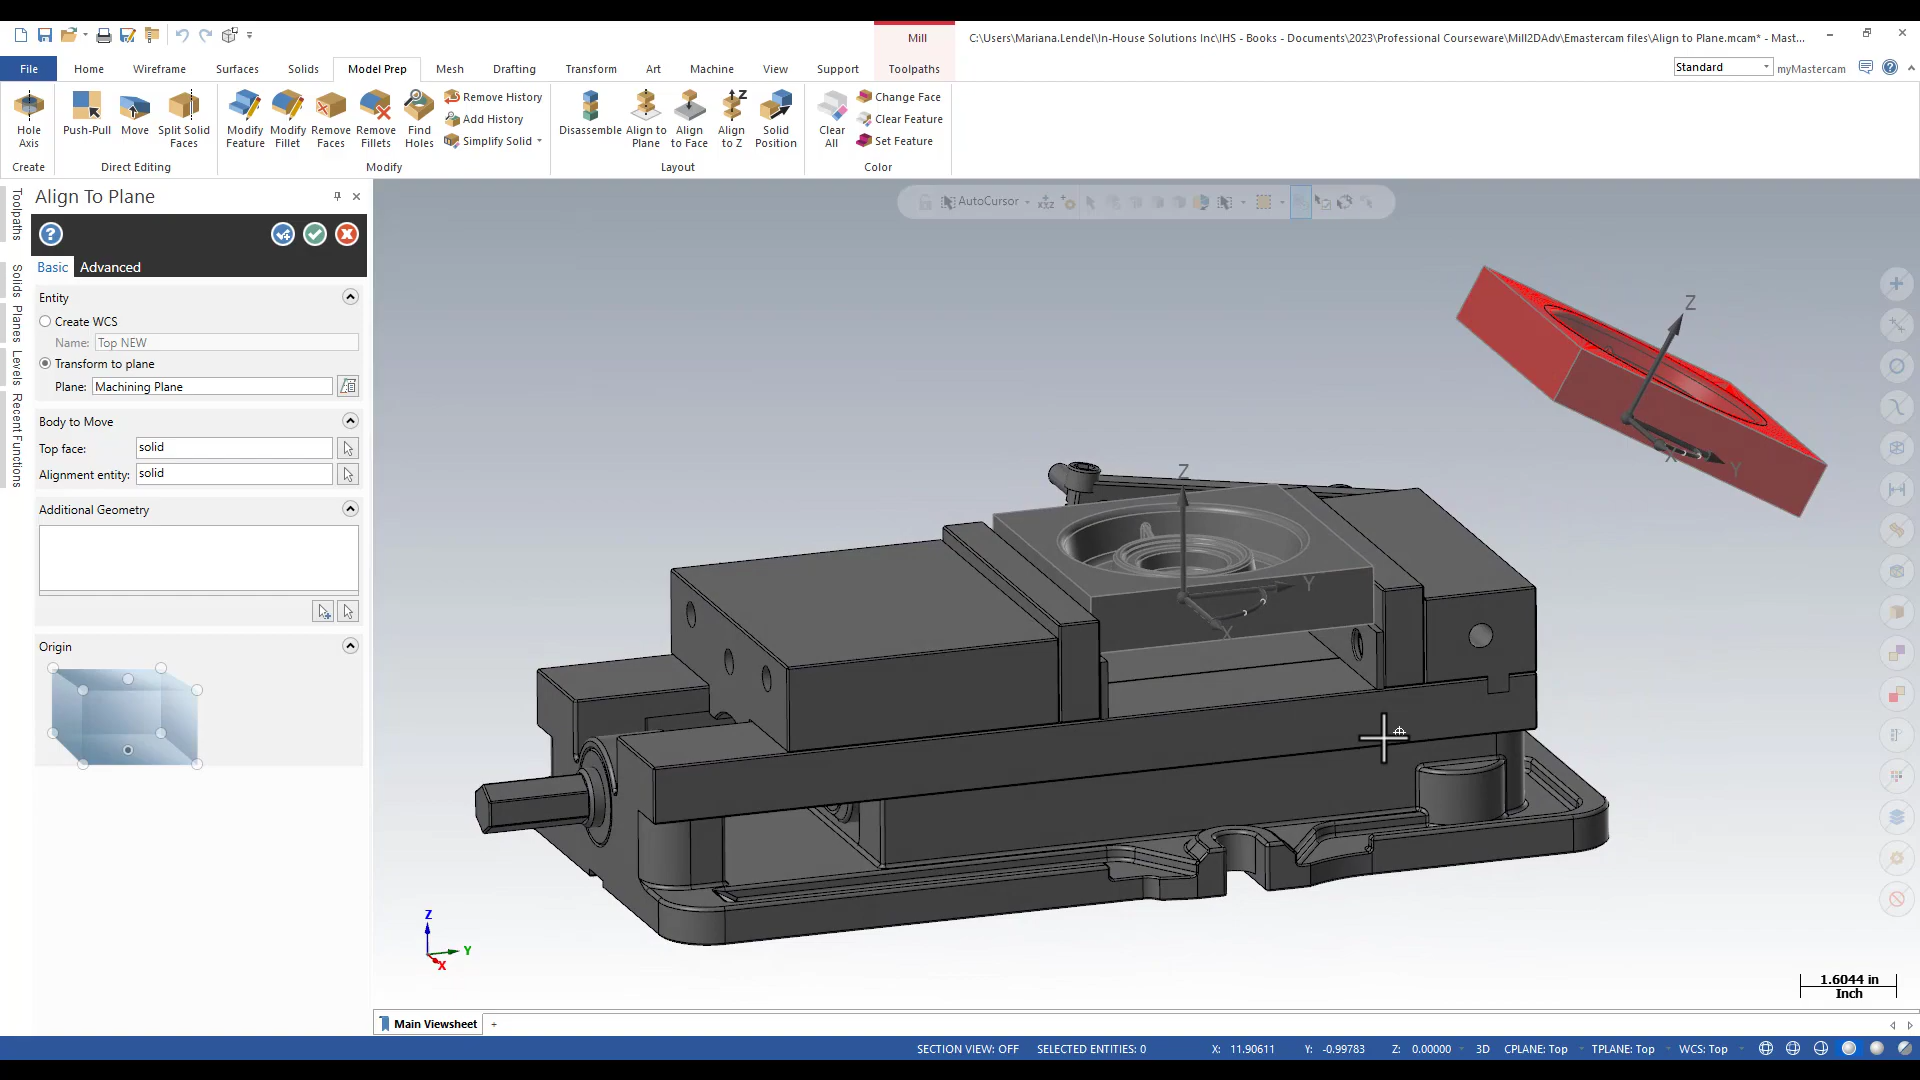 Mill
C:\Users\Mariana.Lendel\In-House Solutions Inc\IHS - Books - Documents\2023\Professional Courseware\Mill2DAdv\Emastercam files\Align to Plane.mcam* - Mast...
File
Home
Wireframe
Surfaces
Solids
Model Prep
Mesh
Drafting
Transform
Art
Machine
View
Support
Toolpaths
Standard
myMastercam
Hole Axis
Push-Pull
Move
Split Solid Faces
Modify Feature
Modify Fillet
Remove Faces
Remove Fillets
Find Holes
Remove History
Add History
Simplify Solid
Disassemble
Align to Plane
Align to Face
Align to Z
Solid Position
Clear All
Change Face
Clear Feature
Set Feature
Create
Direct Editing
Modify
Layout
Color
Toolpaths
Solids
Planes
Levels
Recent Functions
Align To Plane
Basic
Advanced
Entity
Create WCS
Name: Top NEW
Transform to plane
Plane: Machining Plane
Body to Move
Top face: solid
Alignment entity: solid
Additional Geometry
Origin
AutoCursor
Z
X
Y
Z
Y
X
Z
Y
X
1.6044 in
Inch
Main Viewsheet
+
SECTION VIEW: OFF
SELECTED ENTITIES: 0
X: 11.90611
Y: -0.99783
Z: 0.00000
3D
CPLANE: Top
TPLANE: Top
WCS: Top